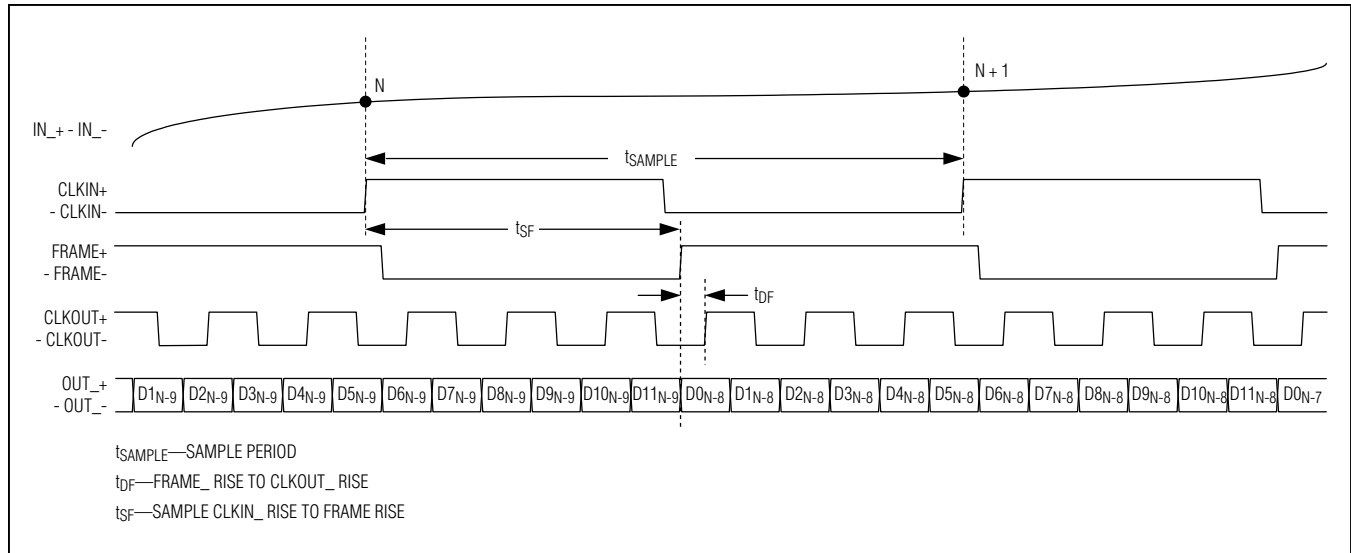 N
N + 1
IN_+ - IN_-
tSAMPLE
CLKIN+
- CLKIN-
tSF
FRAME+
- FRAME-
tDF
CLKOUT+
- CLKOUT-
OUT_+
- OUT_-
D1N-9 D2N-9 D3N-9 D4N-9 D5N-9 D6N-9 D7N-9 D8N-9 D9N-9 D10N-9 D11N-9 D0N-8 D1N-8 D2N-8 D3N-8 D4N-8 D5N-8 D6N-8 D7N-8 D8N-8 D9N-8 D10N-8 D11N-8 D0N-7
tSAMPLE—SAMPLE PERIOD
tDF—FRAME_ RISE TO CLKOUT_ RISE
tSF—SAMPLE CLKIN_ RISE TO FRAME RISE